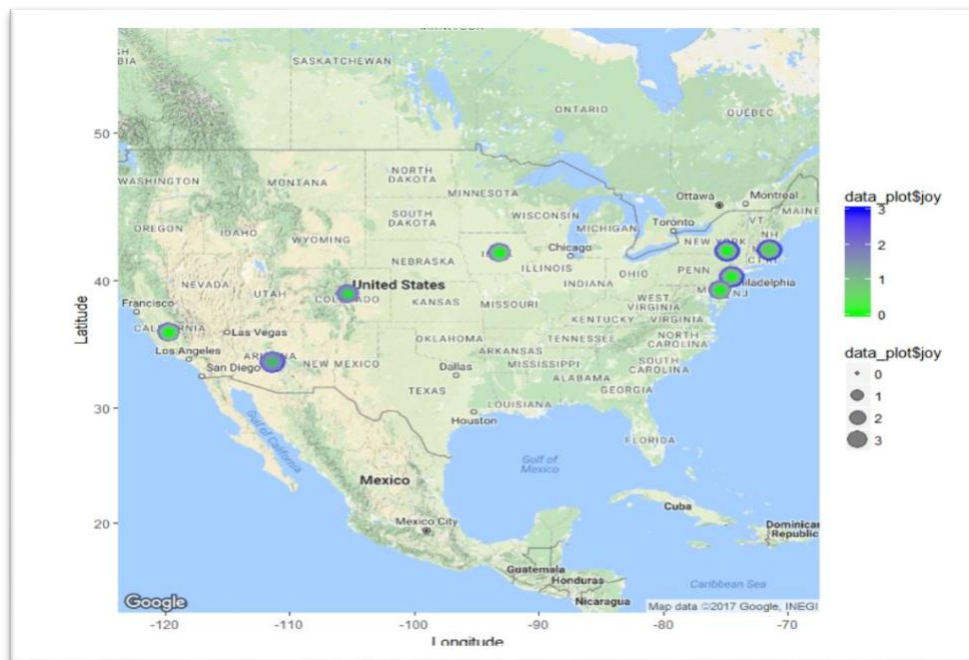 SASKATCHEWAN
ONTARIO
QUÉBEC
50
WASHINGTON
MONTANA
NORTH
DAKOTA
MINNESOTA
Ottawa
Montreal
MAINE
VT
NH
OREGON
IDAHO
SOUTH
DAKOTA
WISCONSIN
MICHIGAN
Toronto
WYOMING
Chicago
NEW YORK
NEBRASKA
ILLINOIS
INDIANA
OHIO
PENN
40
NEVADA
UTAH
United States
COLORADO
KANSAS
MISSOURI
WEST
VIRGINIA
NJ
Francisco
CALIFORNIA
Las Vegas
KENTUCKY
VIRGINIA
Los Angeles
ARIZONA
NEW MEXICO
OKLAHOMA
ARKANSAS
TENNESSEE
NORTH
CAROLINA
San Diego
Dallas
MISSISSIPPI
SOUTH
CAROLINA
ALABAMA
TEXAS
GEORGIA
LOUISIANA
30
Houston
Gulf of California
FLORIDA
Gulf of
Mexico
Mexico
Cuba
20
Mexico City
Dominican
Republic
Guatemala
Honduras
Caribbean Sea
Nicaragua
Google
Map data ©2017 Google, INEGI
-120
-110
-100
-90
-80
-70
Longitude
Latitude
data_plot$joy
3
2
1
0
data_plot$joy
0
1
2
3